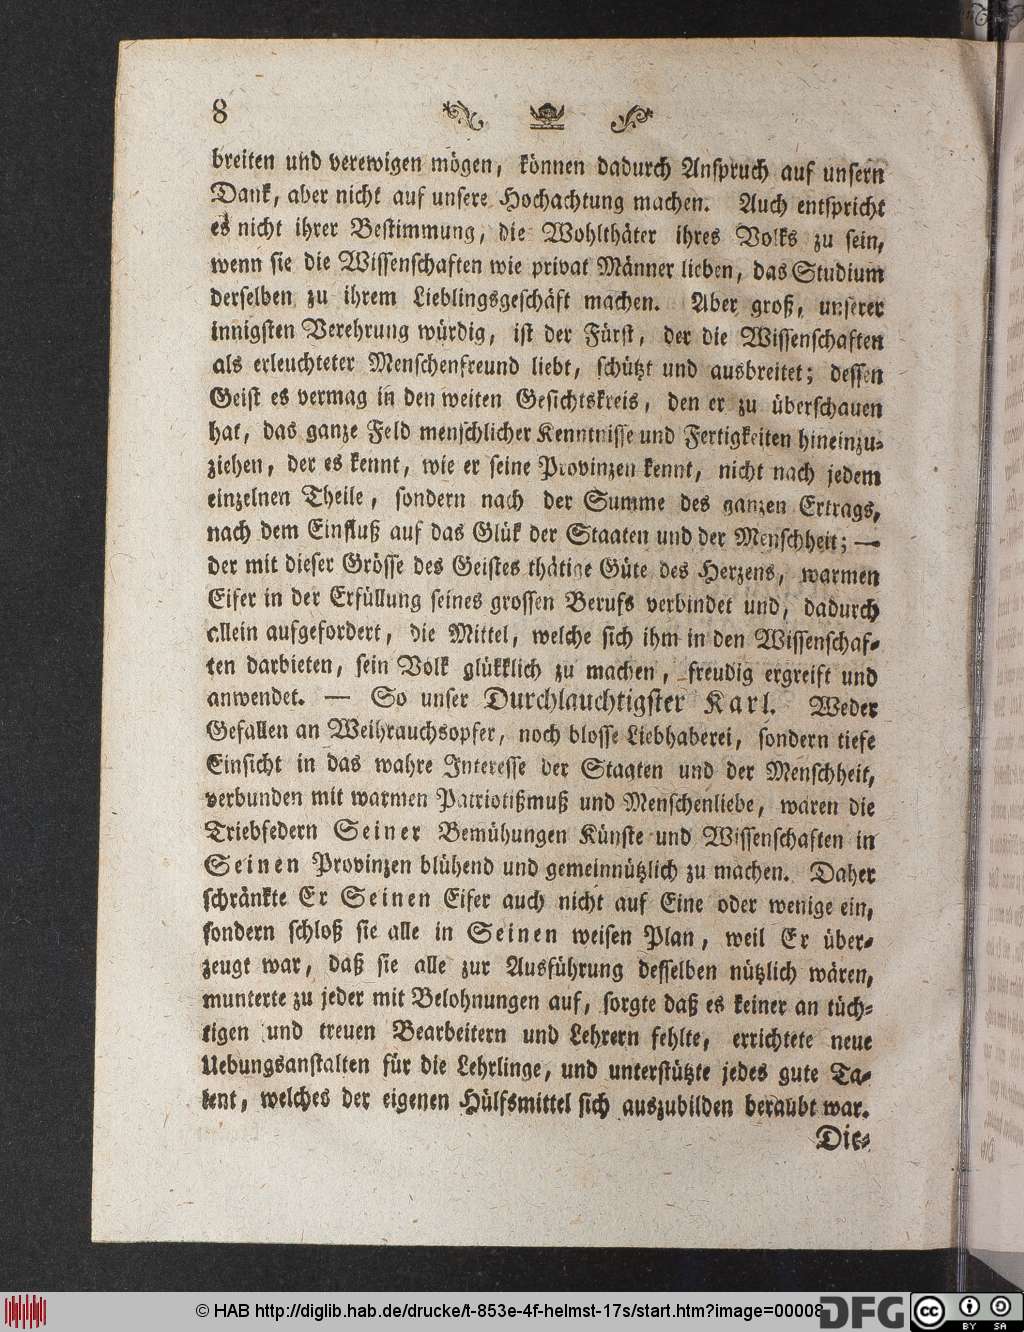 8
breiten und verewigen mögen, können dadurch Anspruch auf unsern
Dank, aber nicht auf unsere Hochachtung machen. Auch entspricht
es nicht ihrer Bestimmung, die Wohlthäter ihres Volks zu sein,
wenn sie die Wissenschaften wie privat Männer lieben, das Studium
derselben zu ihrem Lieblingsgeschäft machen. Aber groß, unserer
innigsten Verehrung würdig, ist der Fürst, der die Wissenschaften
als erleuchteter Menschenfreund liebt, schützt und ausbreitet; dessen
Geist es vermag in den weiten Gesichtskreis, den er zu überschauen
hat, das ganze Feld menschlicher Kenntnisse und Fertigkeiten hineinzu-
ziehen, der es kennt, wie er seine Provinzen kennt, nicht nach jedem
einzelnen Theile, sondern nach der Summe des ganzen Ertrags,
nach dem Einfluß auf das Glük der Staaten und der Menschheit; —
der mit dieser Grösse des Geistes thätige Güte des Herzens, warmen
Eifer in der Erfüllung seines grossen Berufs verbindet und, dadurch
allein aufgefordert, die Mittel, welche sich ihm in den Wissenschaf-
ten darbieten, sein Volk glükklich zu machen, freudig ergreift und
anwendet. — So unser Durchlauchtigster Karl. Weder
Gefallen an Weihrauchsopfer, noch blosse Liebhaberei, sondern tiefe
Einsicht in das wahre Interesse der Staaten und der Menschheit,
verbunden mit warmen Patriotißmuß und Menschenliebe, waren die
Triebfedern Seiner Bemühungen Künste und Wissenschaften in
Seinen Provinzen blühend und gemeinnützlich zu machen. Daher
schränkte Er Seinen Eifer auch nicht auf Eine oder wenige ein,
sondern schloß sie alle in Seinen weisen Plan, weil Er über-
zeugt war, daß sie alle zur Ausführung desselben nützlich wären,
munterte zu jeder mit Belohnungen auf, sorgte daß es keiner an tüch-
tigen und treuen Bearbeitern und Lehrern fehlte, errichtete neue
Uebungsanstalten für die Lehrlinge, und unterstützte jedes gute Ta-
lent, welches der eigenen Hülfsmittel sich auszubilden beraubt war.
Die-
© HAB http://diglib.hab.de/drucke/t-853e-4f-helmst-17s/start.htm?image=00008
DFG
cc BY SA